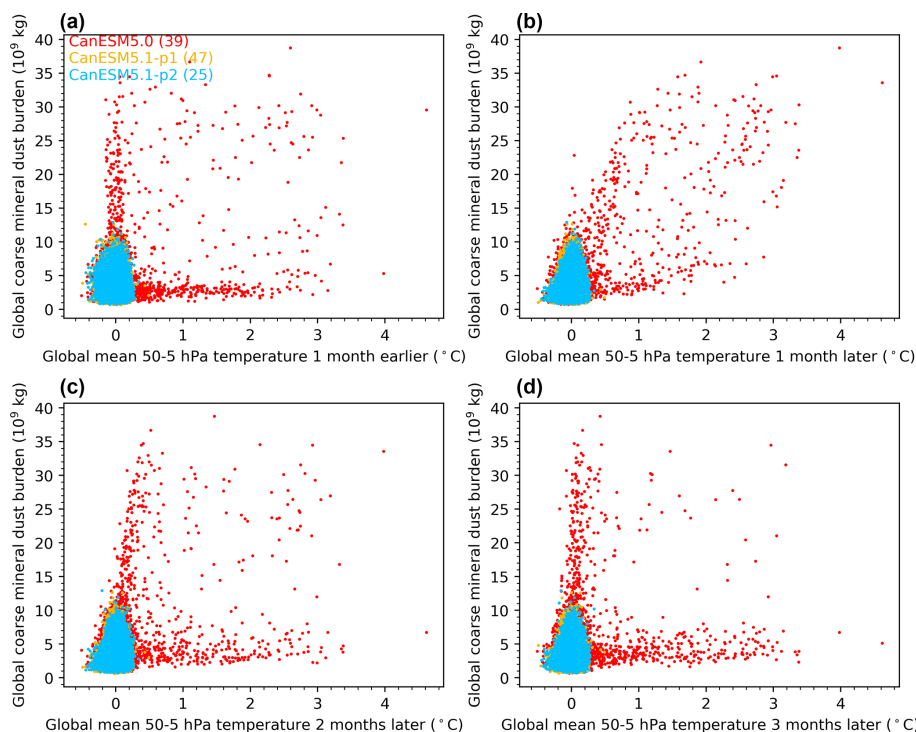 (a)
CanESM5.0 (39)
CanESM5.1-p1 (47)
CanESM5.1-p2 (25)
Global coarse mineral dust burden (10⁹ kg)
40
35
30
25
20
15
10
5
0
0 1 2 3 4
Global mean 50-5 hPa temperature 1 month earlier (°C)
(b)
Global coarse mineral dust burden (10⁹ kg)
40
35
30
25
20
15
10
5
0
0 1 2 3 4
Global mean 50-5 hPa temperature 1 month later (°C)
(c)
Global coarse mineral dust burden (10⁹ kg)
40
35
30
25
20
15
10
5
0
0 1 2 3 4
Global mean 50-5 hPa temperature 2 months later (°C)
(d)
Global coarse mineral dust burden (10⁹ kg)
40
35
30
25
20
15
10
5
0
0 1 2 3 4
Global mean 50-5 hPa temperature 3 months later (°C)